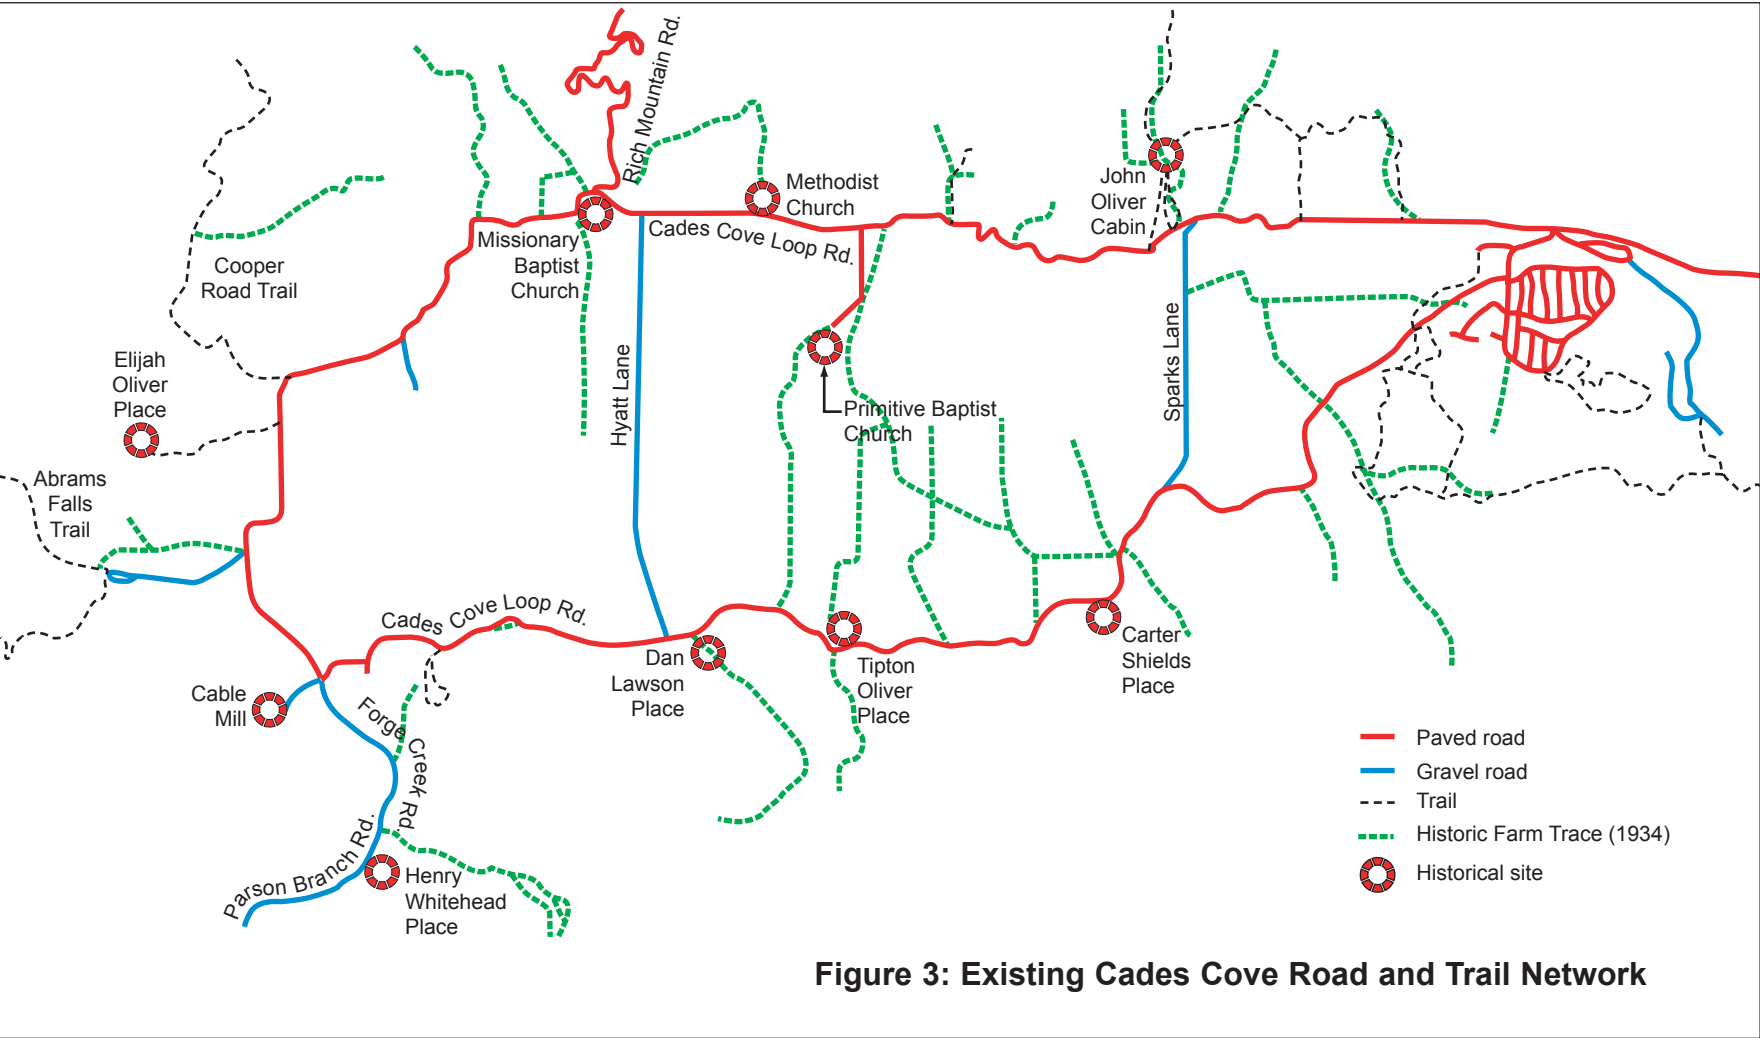 Rich Mountain Rd.
Methodist
Church
John
Oliver
Cabin
Cades Cove Loop Rd.
Missionary
Baptist
Church
Cooper
Road Trail
Elijah
Oliver
Place
Hyatt Lane
Sparks Lane
Primitive Baptist
Church
Abrams
Falls
Trail
Cades Cove Loop Rd.
Dan
Lawson
Place
Tipton
Oliver
Place
Carter
Shields
Place
Cable
Mill
Forge Creek Rd.
Parson Branch Rd.
Henry
Whitehead
Place
Paved road
Gravel road
Trail
Historic Farm Trace (1934)
Historical site
Figure 3: Existing Cades Cove Road and Trail Network